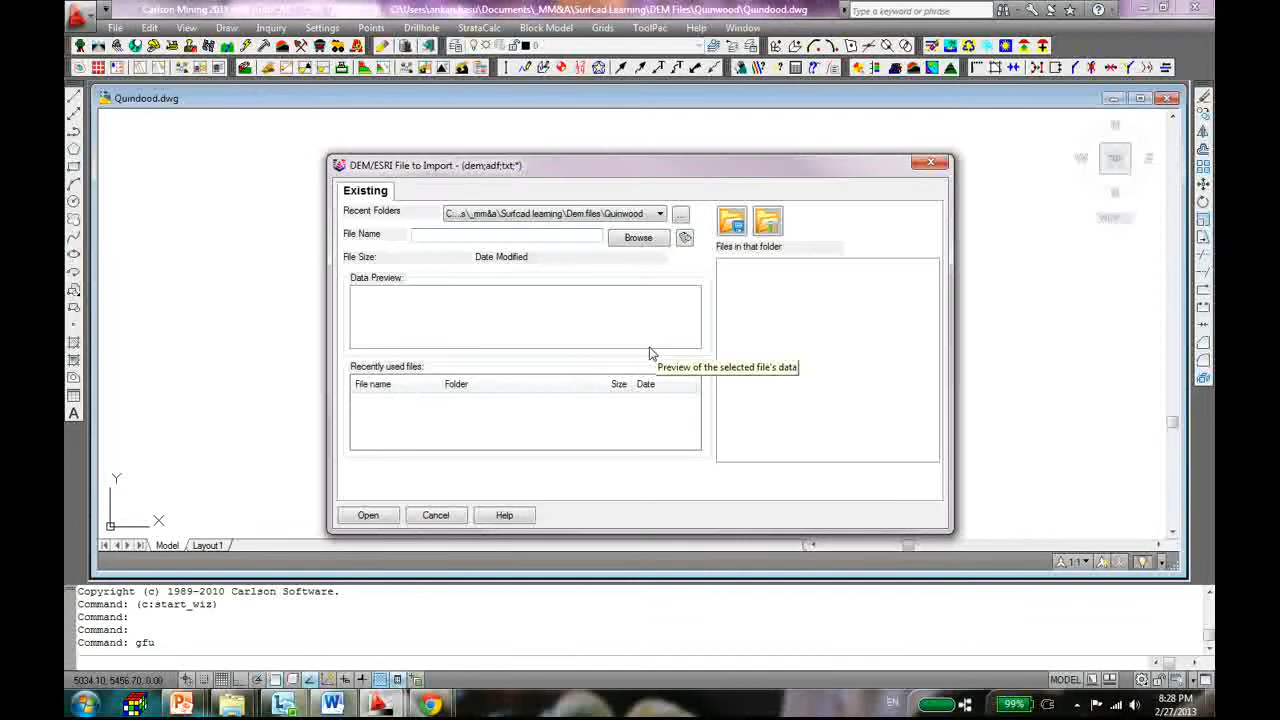 Carlson Mining 2011
C:\Users\ankan.basu\Documents\_MM&A\Surfcad Learning\DEM Files\Quinwood\Quindood.dwg
Type a keyword or phrase
File Edit View Draw Inquiry Settings Points Drillhole StrataCalc Block Model Grids ToolPac Help Window
0
Quindood.dwg
DEM/ESRI File to Import - (dem;adf;txt;*)
Existing
Recent Folders C...s\_mm&a\Surfcad learning\Dem files\Quinwood ...
File Name Browse
Files in that folder
File Size: Date Modified
Data Preview:
Preview of the selected file's data
Recently used files:
File name Folder Size Date
Open Cancel Help
W TOP E
S
Y
X
Model Layout1
1:1
Copyright (c) 1989-2010 Carlson Software.
Command: (c:start_wiz)
Command:
Command:
Command: gfu
5034.10, 5456.70, 0.00 MODEL
EN 99% 8:28 PM
2/27/2013